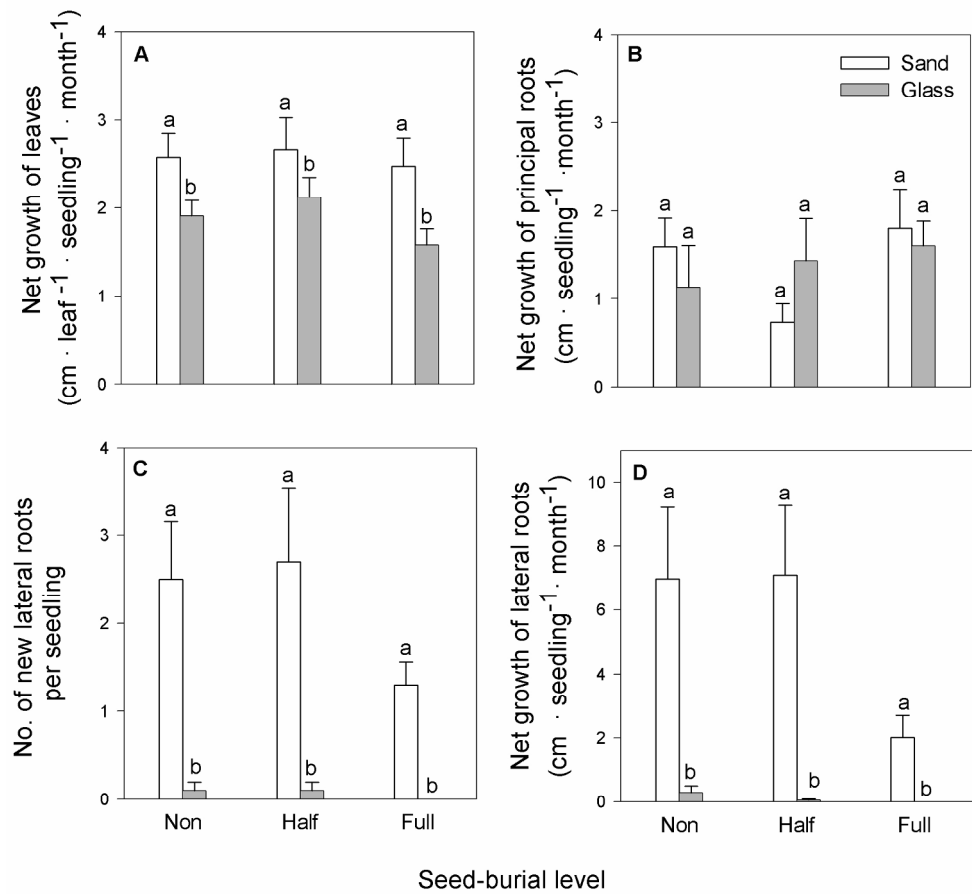 A
Net growth of leaves
(cm · leaf⁻¹ · seedling⁻¹ · month⁻¹)
4
3
2
1
0
a
b
a
b
a
b
B
Sand
Glass
Net growth of principal roots
(cm · seedling⁻¹ · month⁻¹)
4
3
2
1
0
a
a
a
a
a
a
C
No. of new lateral roots
per seedling
4
3
2
1
0
a
b
a
b
a
b
Non
Half
Full
D
Net growth of lateral roots
(cm · seedling⁻¹ · month⁻¹)
10
8
6
4
2
0
a
b
a
b
a
b
Non
Half
Full
Seed-burial level